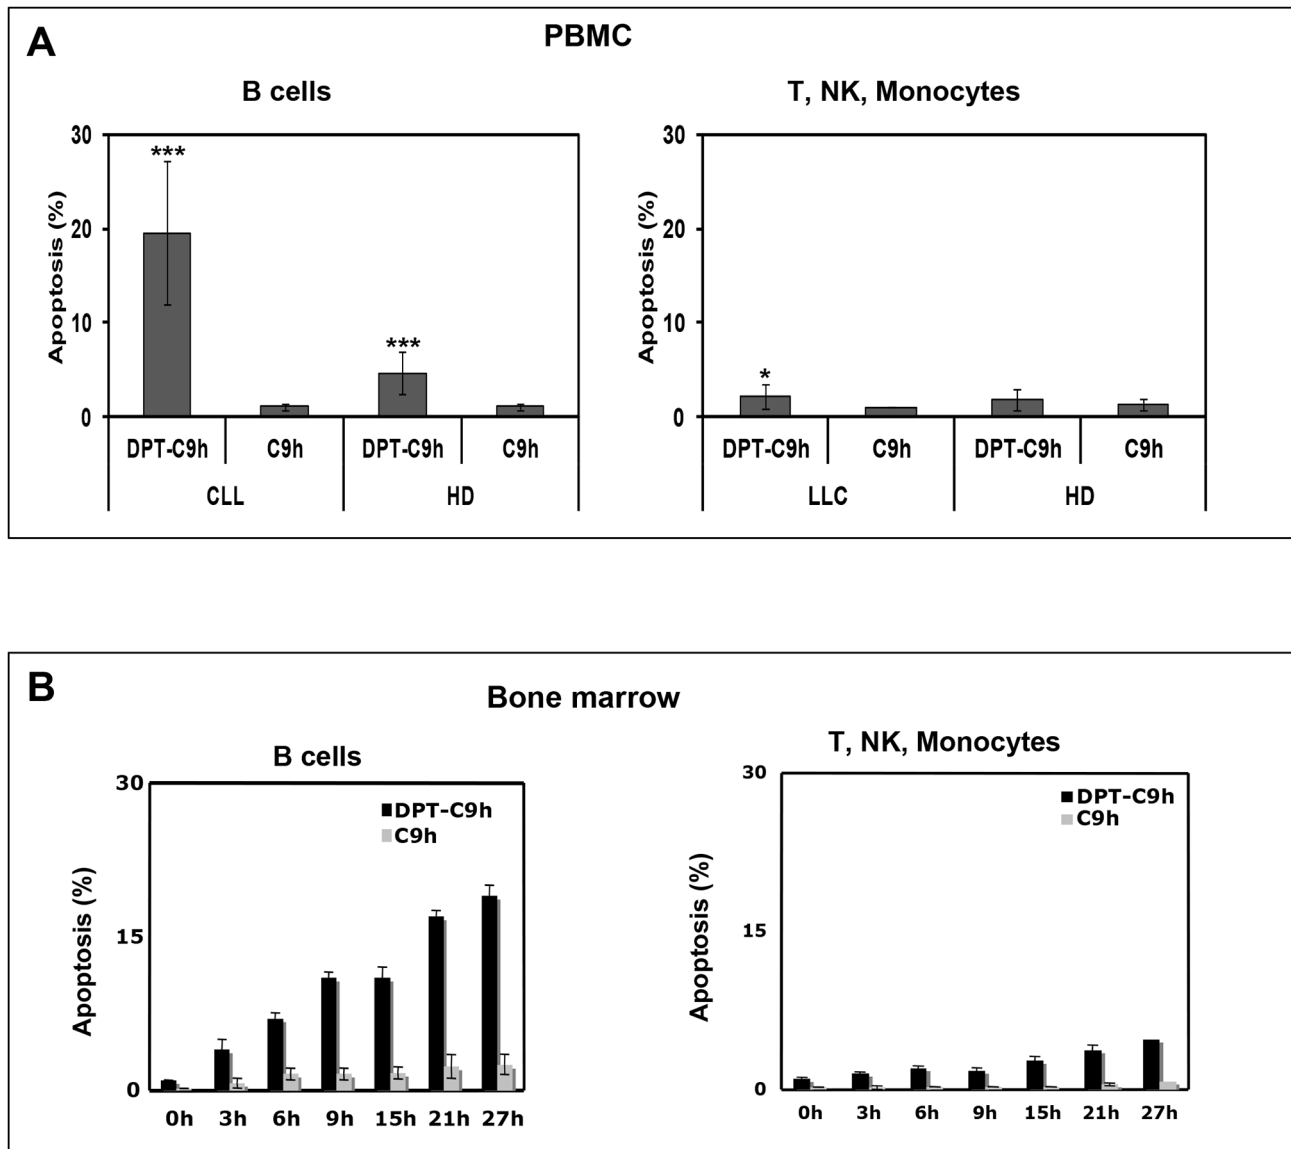 A
PBMC
B cells
T, NK, Monocytes
30
20
10
0
Apoptosis (%)
***
***
DPT-C9h C9h DPT-C9h C9h
CLL HD
30
20
10
0
Apoptosis (%)
*
DPT-C9h C9h DPT-C9h C9h
LLC HD
B
Bone marrow
B cells
T, NK, Monocytes
30
15
0
Apoptosis (%)
DPT-C9h
C9h
0h 3h 6h 9h 15h 21h 27h
30
15
0
Apoptosis (%)
DPT-C9h
C9h
0h 3h 6h 9h 15h 21h 27h